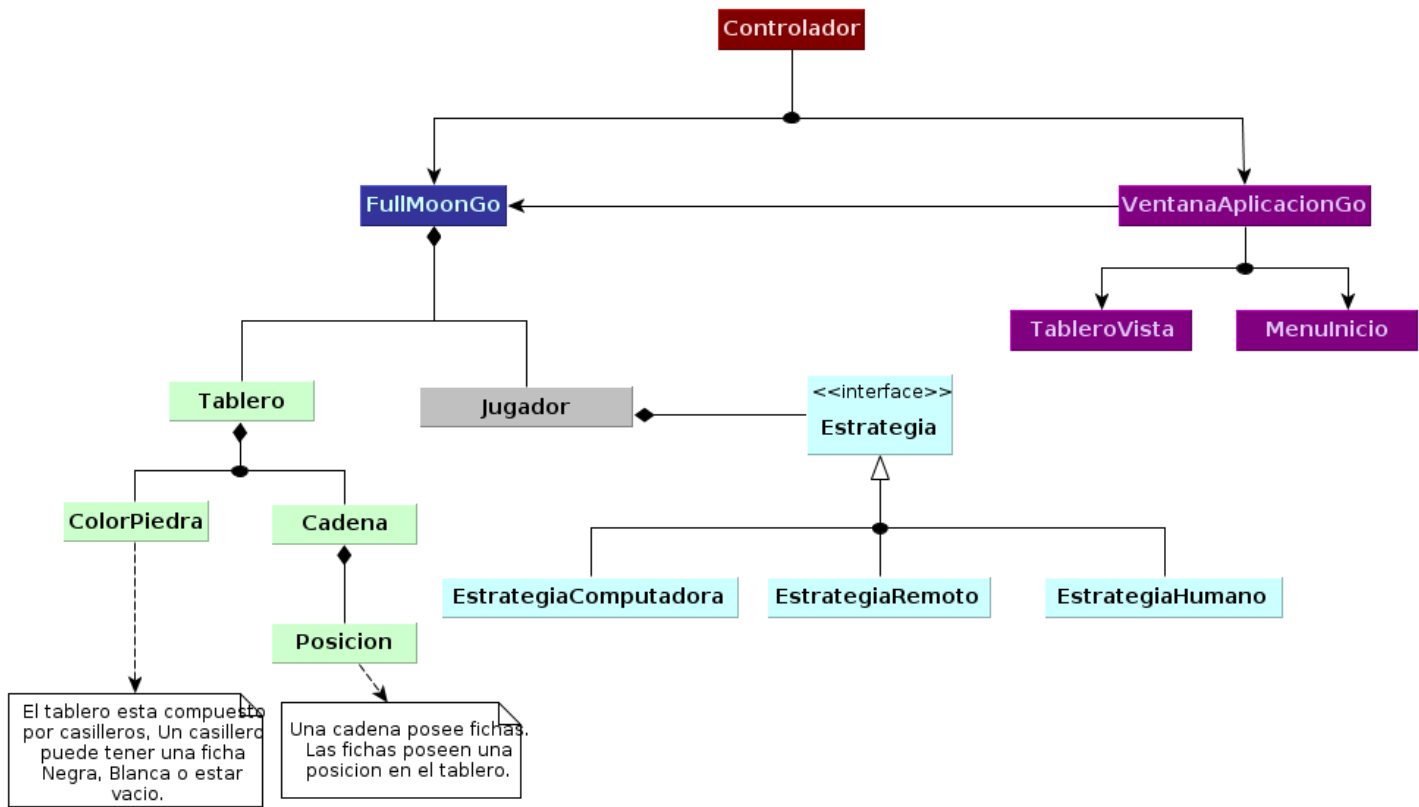 Controlador
FullMoonGo
VentanaAplicacionGo
TableroVista
MenuInicio
Tablero
Jugador
<<interface>>
Estrategia
ColorPiedra
Cadena
EstrategiaComputadora
EstrategiaRemoto
EstrategiaHumano
Posicion
El tablero esta compuesto
por casilleros, Un casillero
puede tener una ficha
Negra, Blanca o estar
vacio.
Una cadena posee fichas.
Las fichas poseen una
posicion en el tablero.